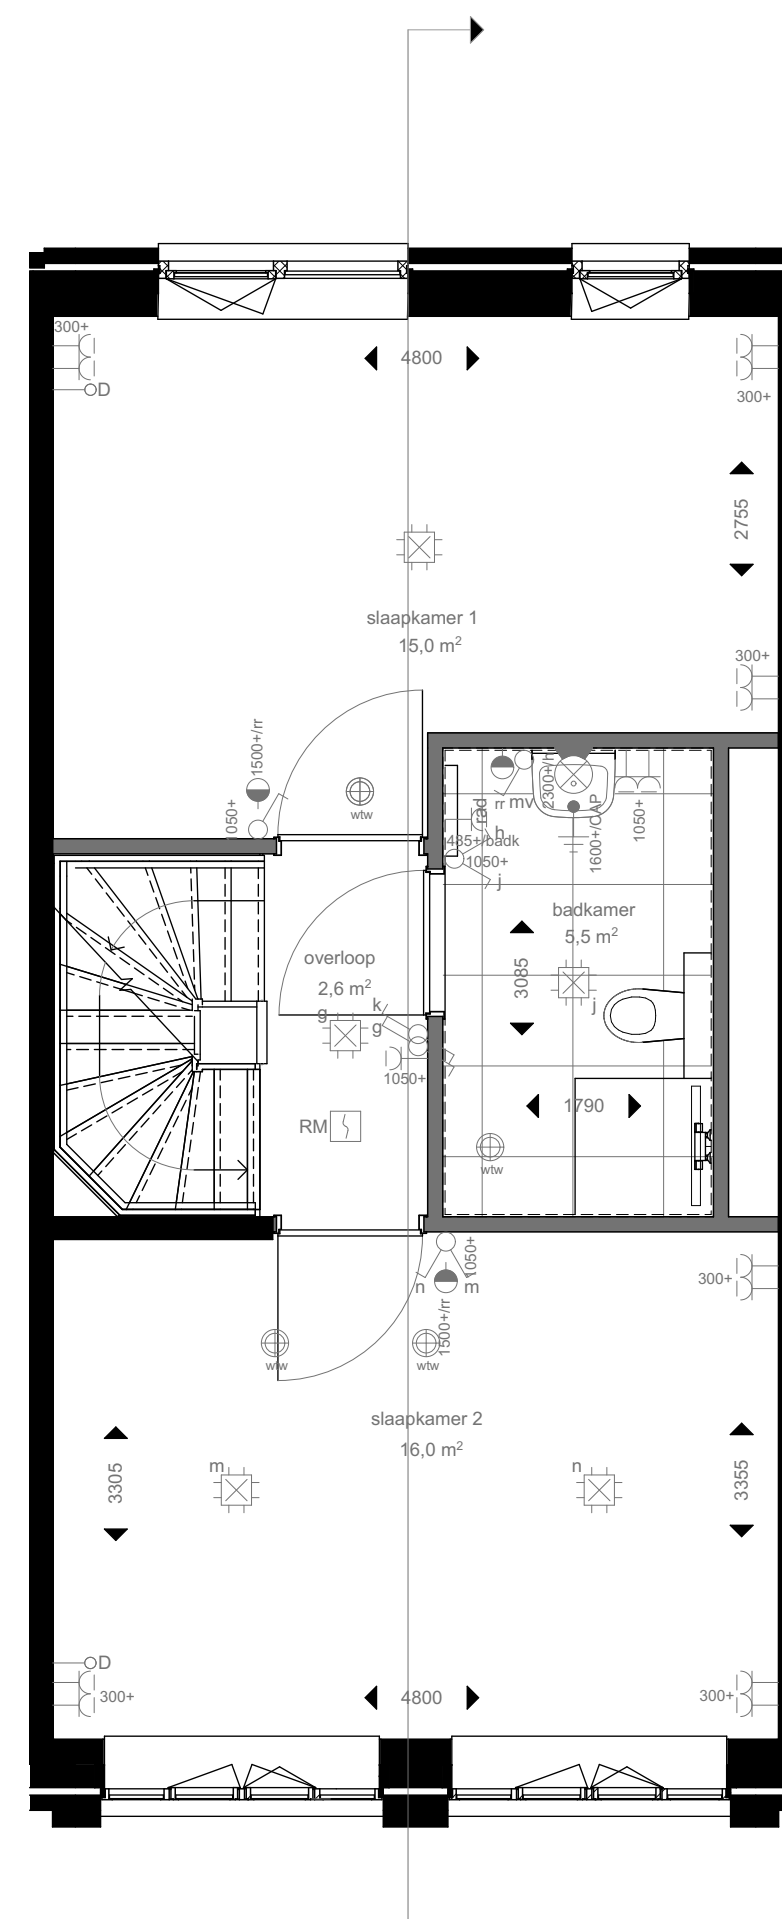 300+
4800
D
300+
2755
slaapkamer 1
15,0 m²
300+
1500+/rr
1050+
wtw
rr
mv
2300+/h
rad
h
485+/badk
1050+
j
1600+/CAP
1050+
badkamer
5,5 m²
3085
j
overloop
2,6 m²
k
g
g
1050+
1790
RM
wtw
1050+
n
m
1500+/rr
300+
wtw
wtw
slaapkamer 2
16,0 m²
m
n
3305
3355
D
300+
4800
300+